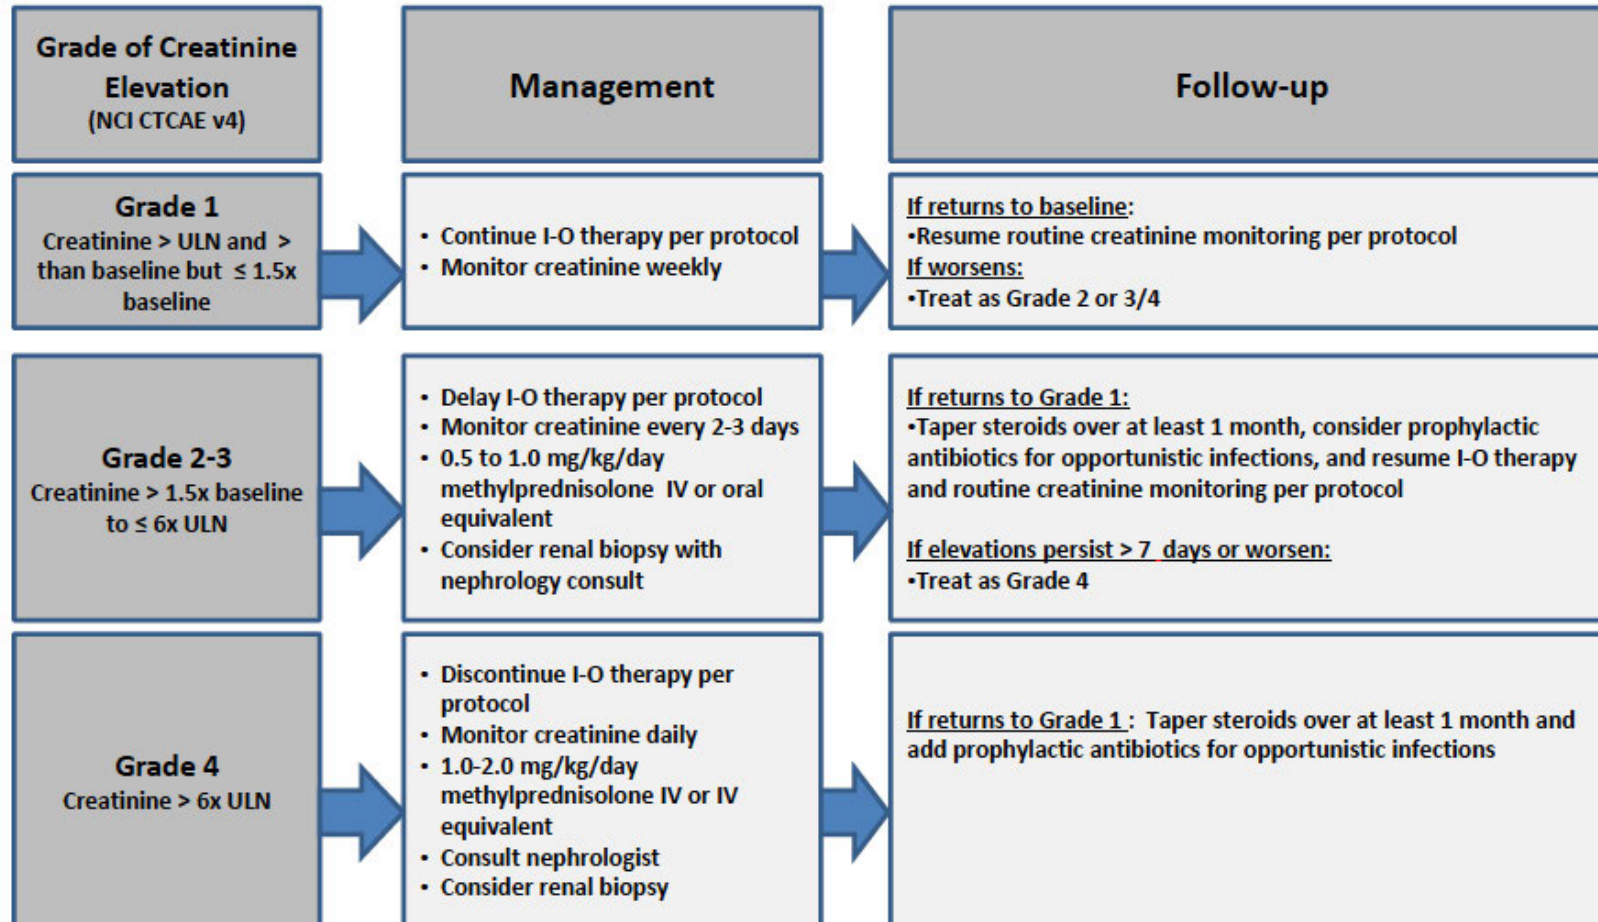 Grade of Creatinine
Elevation
(NCI CTCAE v4)
Management
Follow-up
Grade 1
Creatinine > ULN and >
than baseline but ≤ 1.5x
baseline
• Continue I-O therapy per protocol
• Monitor creatinine weekly
If returns to baseline:
•Resume routine creatinine monitoring per protocol
If worsens:
•Treat as Grade 2 or 3/4
Grade 2-3
Creatinine > 1.5x baseline
to ≤ 6x ULN
• Delay I-O therapy per protocol
• Monitor creatinine every 2-3 days
• 0.5 to 1.0 mg/kg/day
methylprednisolone IV or oral
equivalent
• Consider renal biopsy with
nephrology consult
If returns to Grade 1:
•Taper steroids over at least 1 month, consider prophylactic
antibiotics for opportunistic infections, and resume I-O therapy
and routine creatinine monitoring per protocol
If elevations persist > 7 days or worsen:
•Treat as Grade 4
Grade 4
Creatinine > 6x ULN
• Discontinue I-O therapy per
protocol
• Monitor creatinine daily
• 1.0-2.0 mg/kg/day
methylprednisolone IV or IV
equivalent
• Consult nephrologist
• Consider renal biopsy
If returns to Grade 1 : Taper steroids over at least 1 month and
add prophylactic antibiotics for opportunistic infections